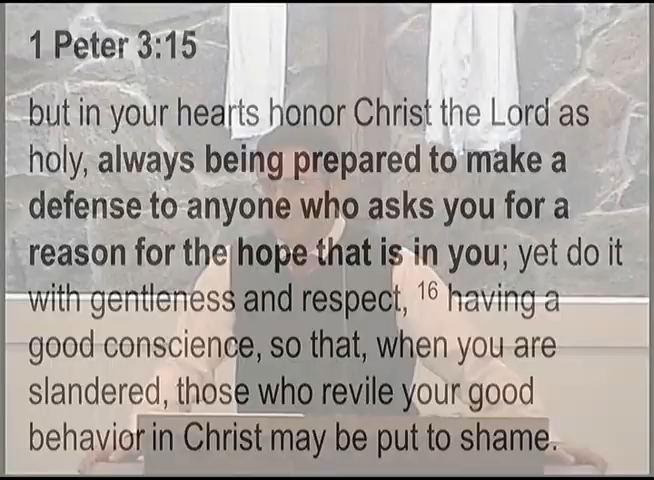 1 Peter 3:15
but in your hearts honor Christ the Lord as
holy, always being prepared to make a
defense to anyone who asks you for a
reason for the hope that is in you; yet do it
with gentleness and respect, 16 having a
good conscience, so that, when you are
slandered, those who revile your good
behavior in Christ may be put to shame.